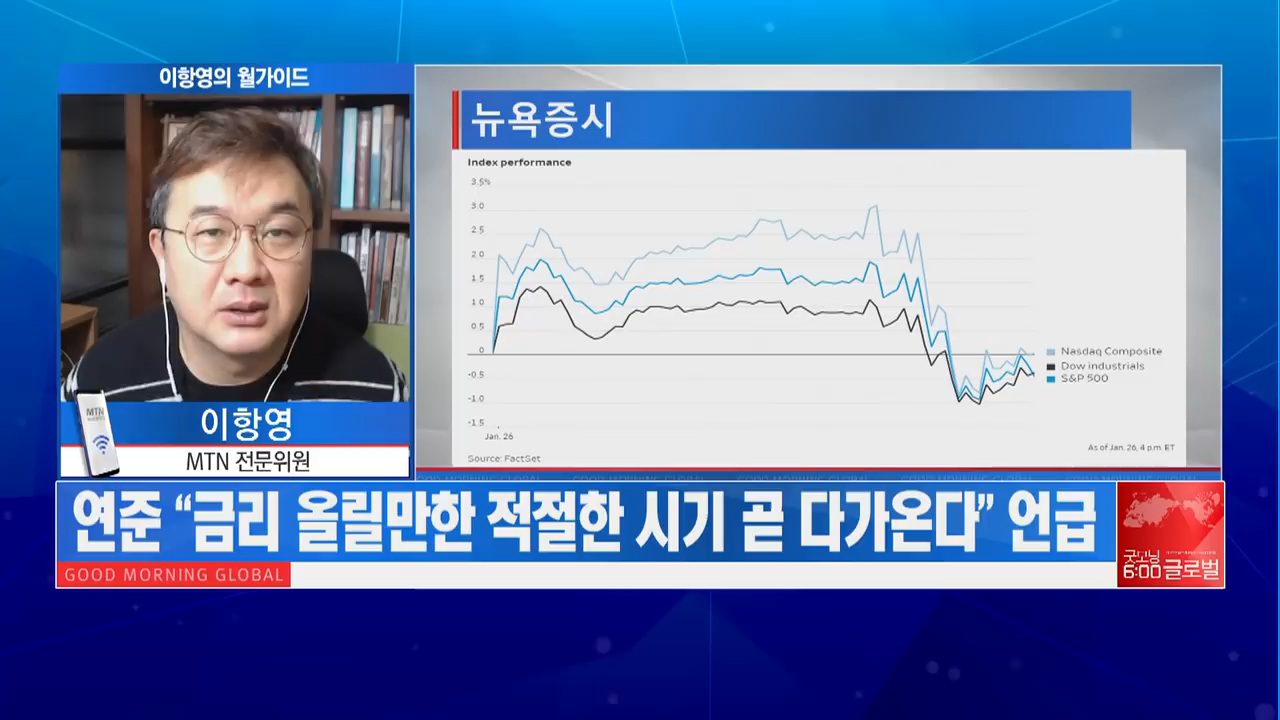 이항영의 월가이드
뉴욕증시
Index performance
3.5%
3.0
2.5
2.0
1.5
1.0
0.5
0
-0.5
-1.0
-1.5
Jan. 26
Nasdaq Composite
Dow industrials
S&P 500
As of Jan. 26, 4 p.m. ET
Source: FactSet
MTN
이항영
MTN 전문위원
연준 “금리 올릴만한 적절한 시기 곧 다가온다” 언급
GOOD MORNING GLOBAL
굿모닝
6:00 글로벌